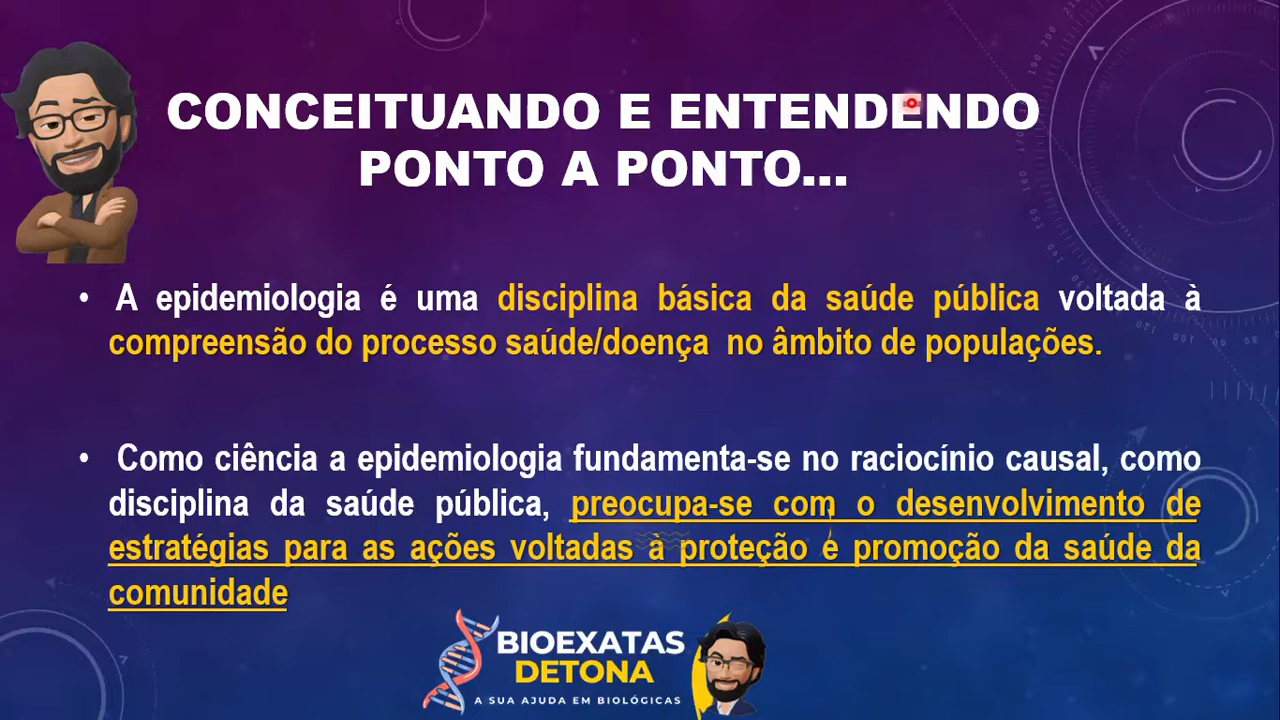 CONCEITUANDO E ENTENDENDO
PONTO A PONTO...
• A epidemiologia é uma disciplina básica da saúde pública voltada à
compreensão do processo saúde/doença no âmbito de populações.
• Como ciência a epidemiologia fundamenta-se no raciocínio causal, como
disciplina da saúde pública, preocupa-se com o desenvolvimento de
estratégias para as ações voltadas à proteção e promoção da saúde da
comunidade
BIOEXATAS
DETONA
A SUA AJUDA EM BIOLÓGICAS